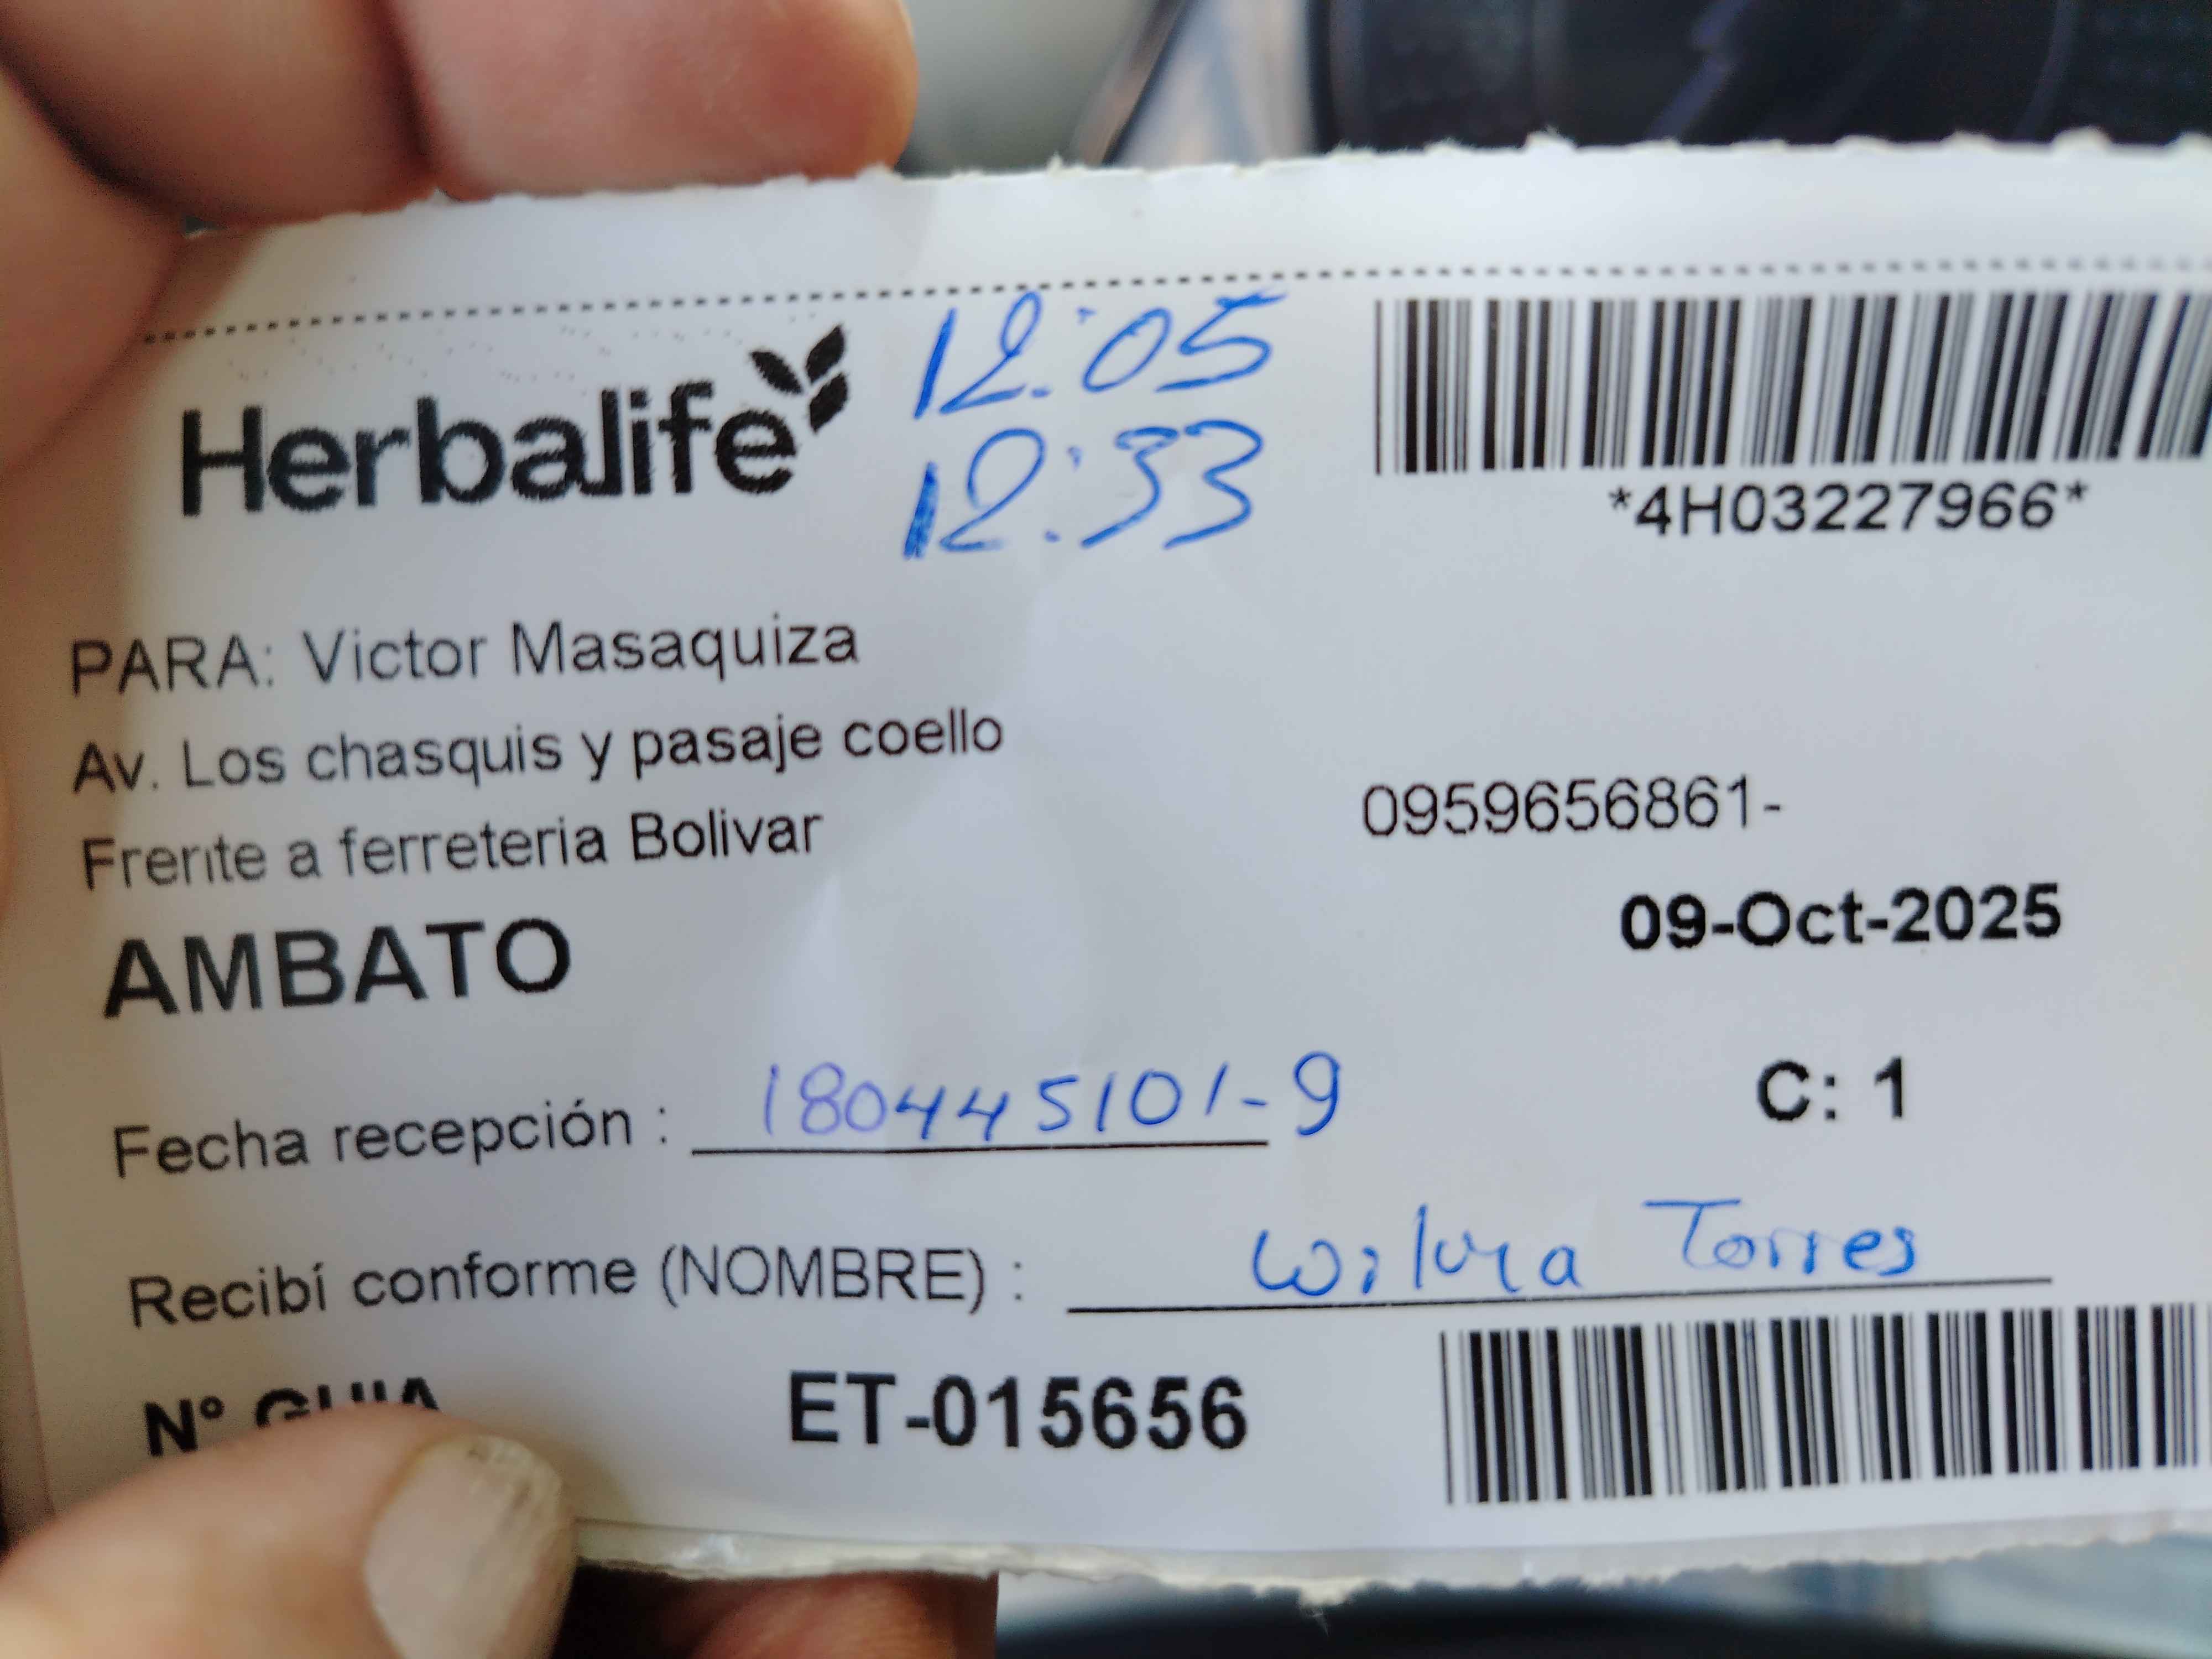 Herbalife
12:05
12:33
*4H03227966*
PARA: Victor Masaquiza
Av. Los chasquis y pasaje coello
Frente a ferreteria Bolivar
0959656861-
AMBATO
09-Oct-2025
Fecha recepción : 180445101-9
C: 1
Recibí conforme (NOMBRE) : Wilma Torres
N° GUIA ET-015656